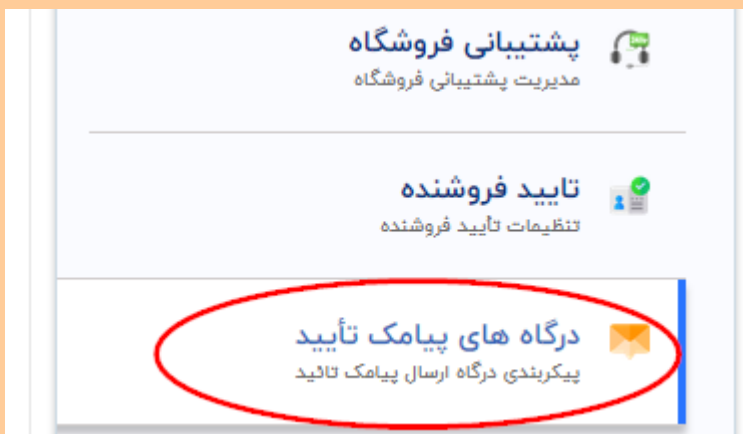 پشتیبانی فروشگاه
مدیریت پشتیبانی فروشگاه
تایید فروشنده
تنظیمات تأیید فروشنده
درگاه های پیامک تأیید
پیکربندی درگاه ارسال پیامک تائید